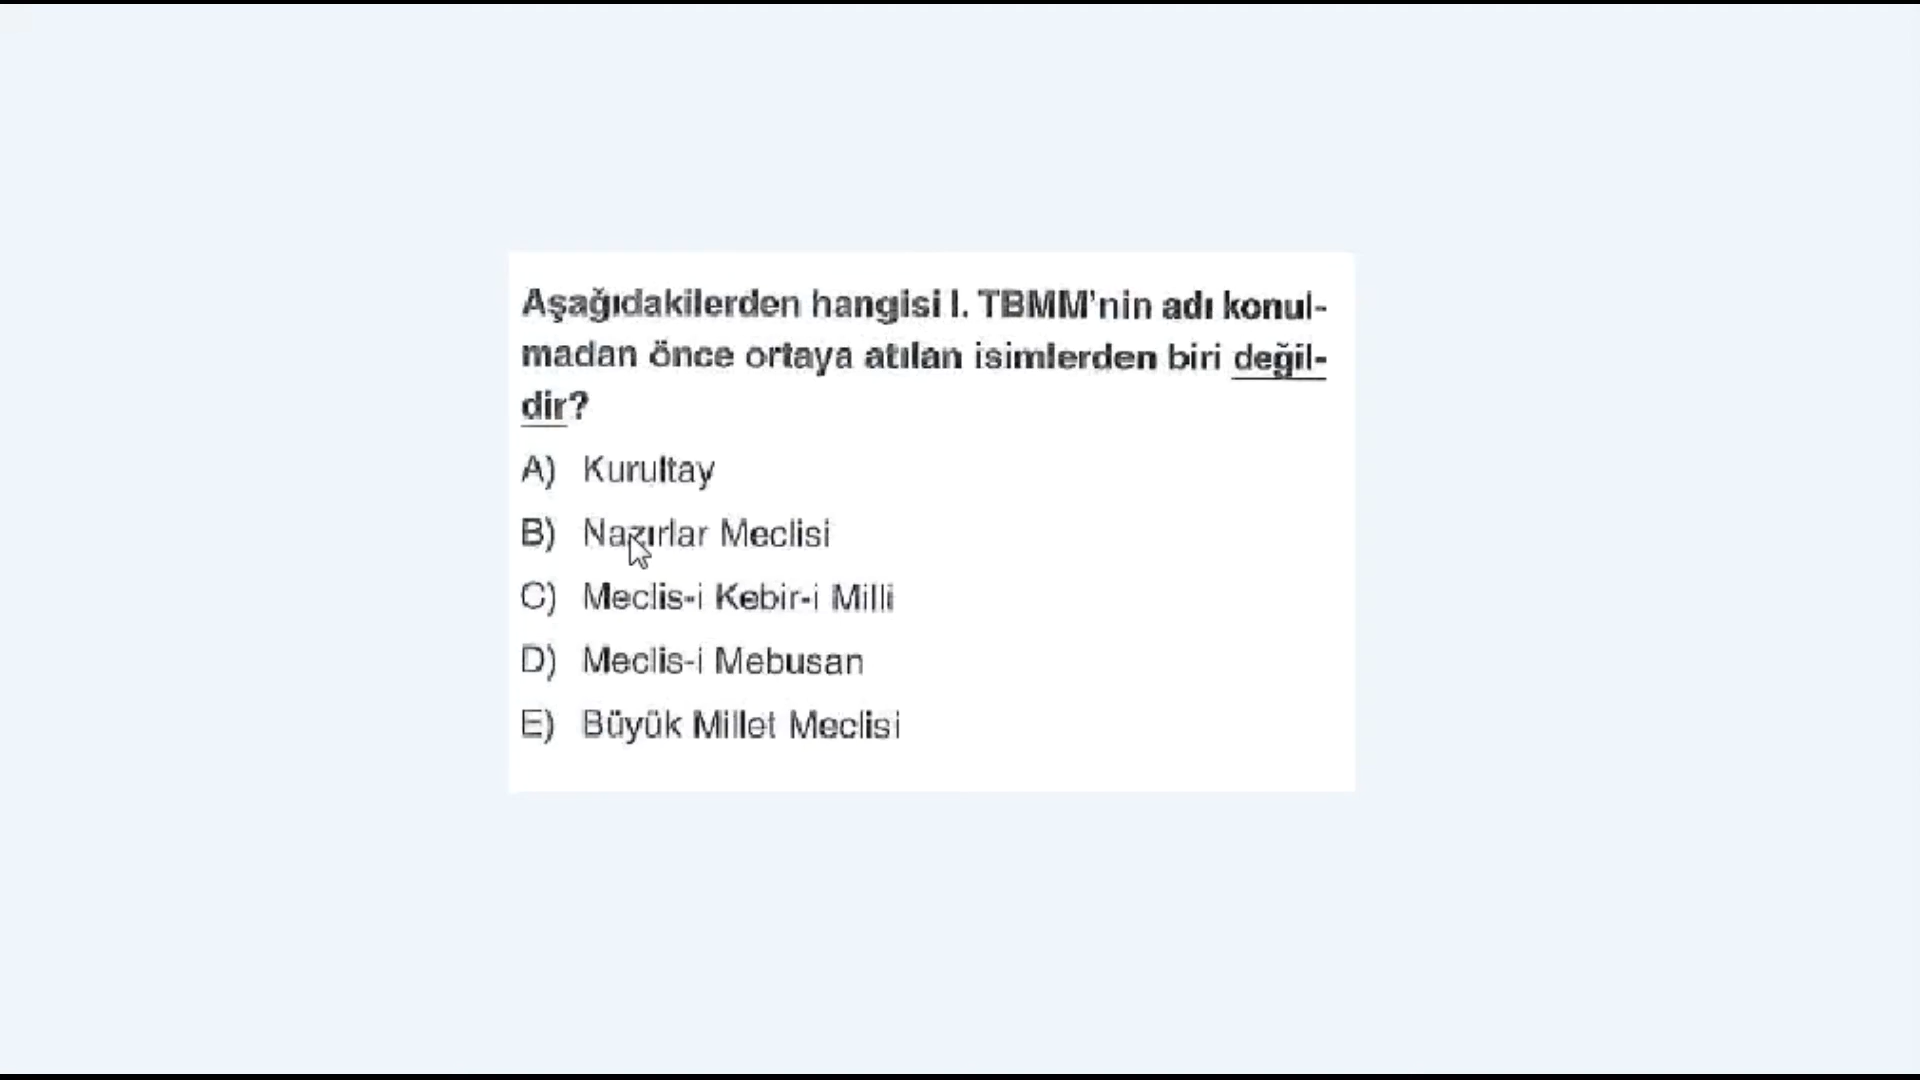 Aşağıdakilerden hangisi I. TBMM'nin adı konul-
madan önce ortaya atılan isimlerden biri değil-
dir?
A) Kurultay
B) Nazırlar Meclisi
C) Meclis-i Kebir-i Milli
D) Meclis-i Mebusan
E) Büyük Millet Meclisi